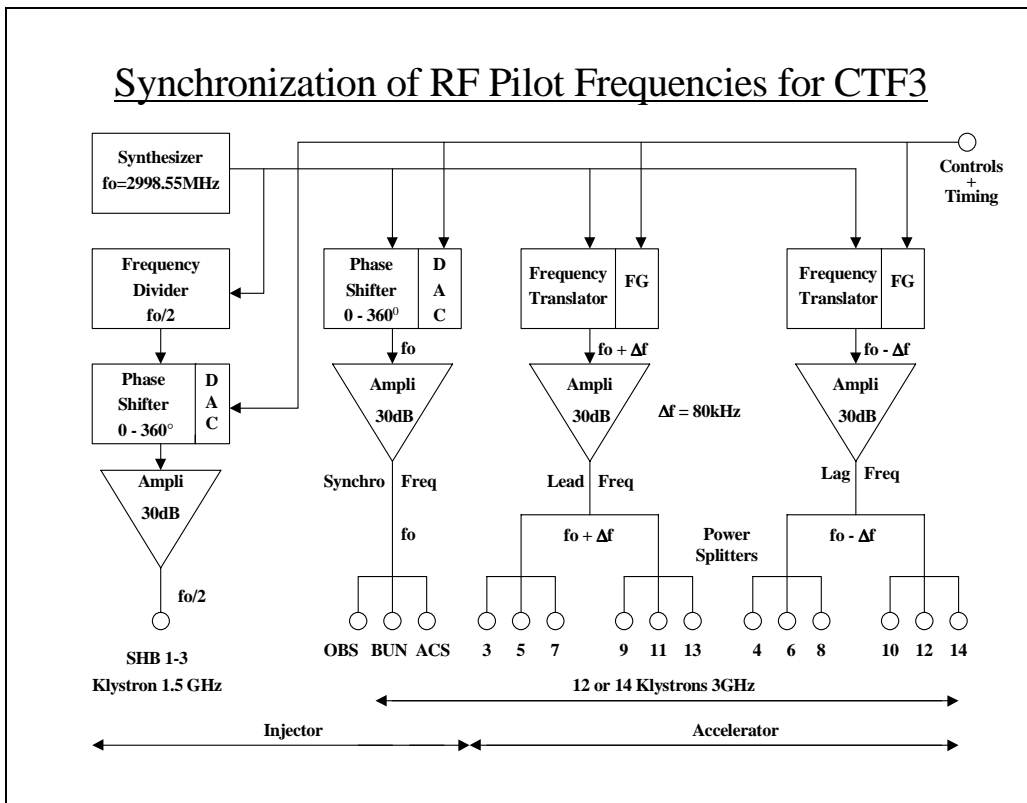 Synchronization of RF Pilot Frequencies for CTF3
Synthesizer
fo=2998.55MHz
Controls
+
Timing
Frequency
Divider
fo/2
Phase
Shifter
0 - 360⁰
D
A
C
Frequency
Translator
FG
Frequency
Translator
FG
fo
fo + Δf
fo - Δf
Phase
Shifter
0 - 360°
D
A
C
Ampli
30dB
Ampli
30dB
Δf = 80kHz
Ampli
30dB
Ampli
30dB
Synchro Freq
Lead Freq
Lag Freq
fo
fo + Δf
Power
Splitters
fo - Δf
fo/2
OBS BUN ACS 3 5 7 9 11 13 4 6 8 10 12 14
SHB 1-3
Klystron 1.5 GHz
12 or 14 Klystrons 3GHz
Injector
Accelerator